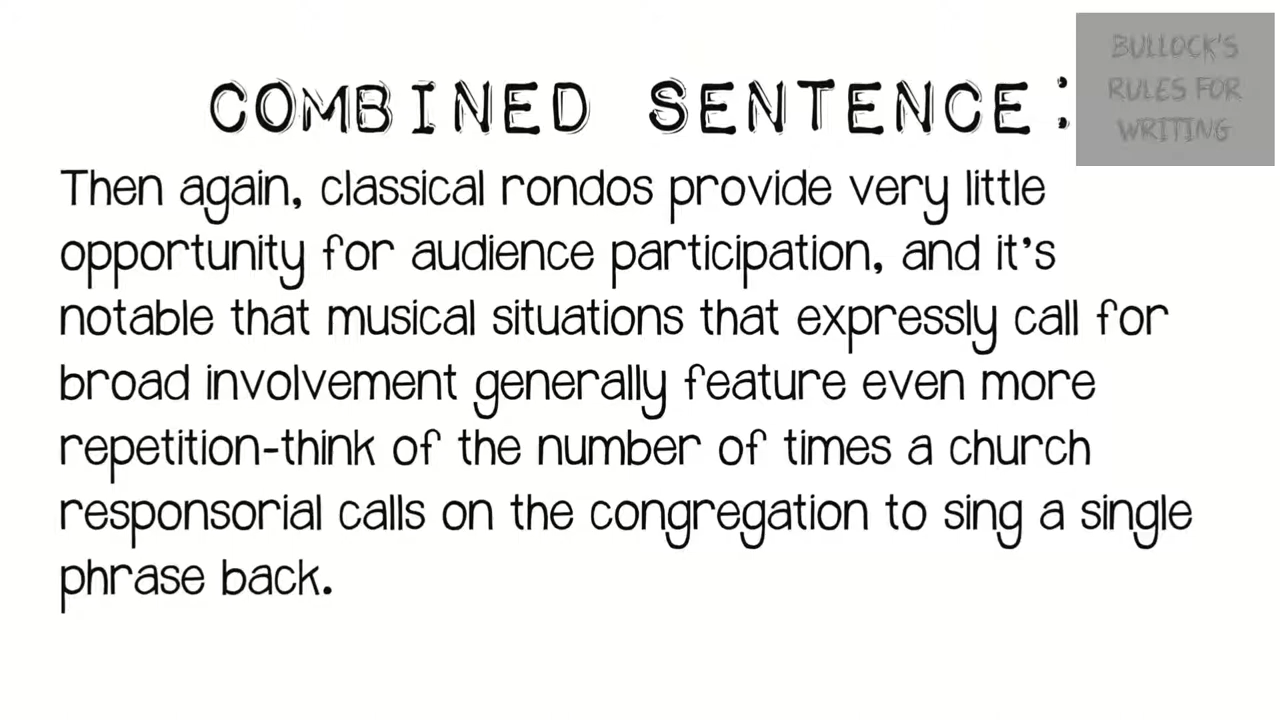 COMBINED SENTENCE:
BULLOCK'S
RULES FOR
WRITING
Then again, classical rondos provide very little
opportunity for audience participation, and it's
notable that musical situations that expressly call for
broad involvement generally feature even more
repetition-think of the number of times a church
responsorial calls on the congregation to sing a single
phrase back.